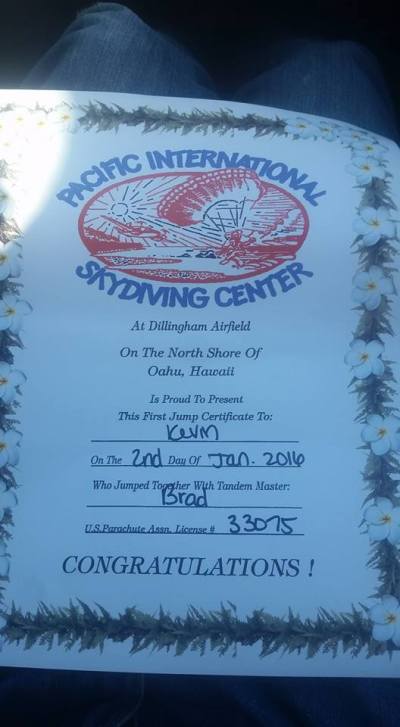 PACIFIC INTERNATIONAL
SKYDIVING CENTER
At Dillingham Airfield
On The North Shore Of
Oahu, Hawaii
Is Proud To Present
This First Jump Certificate To:
Kevin
On The 2nd Day Of Jan. 2016
Who Jumped Together With Tandem Master:
Brad
U.S.Parachute Assn. License # 33075
CONGRATULATIONS !